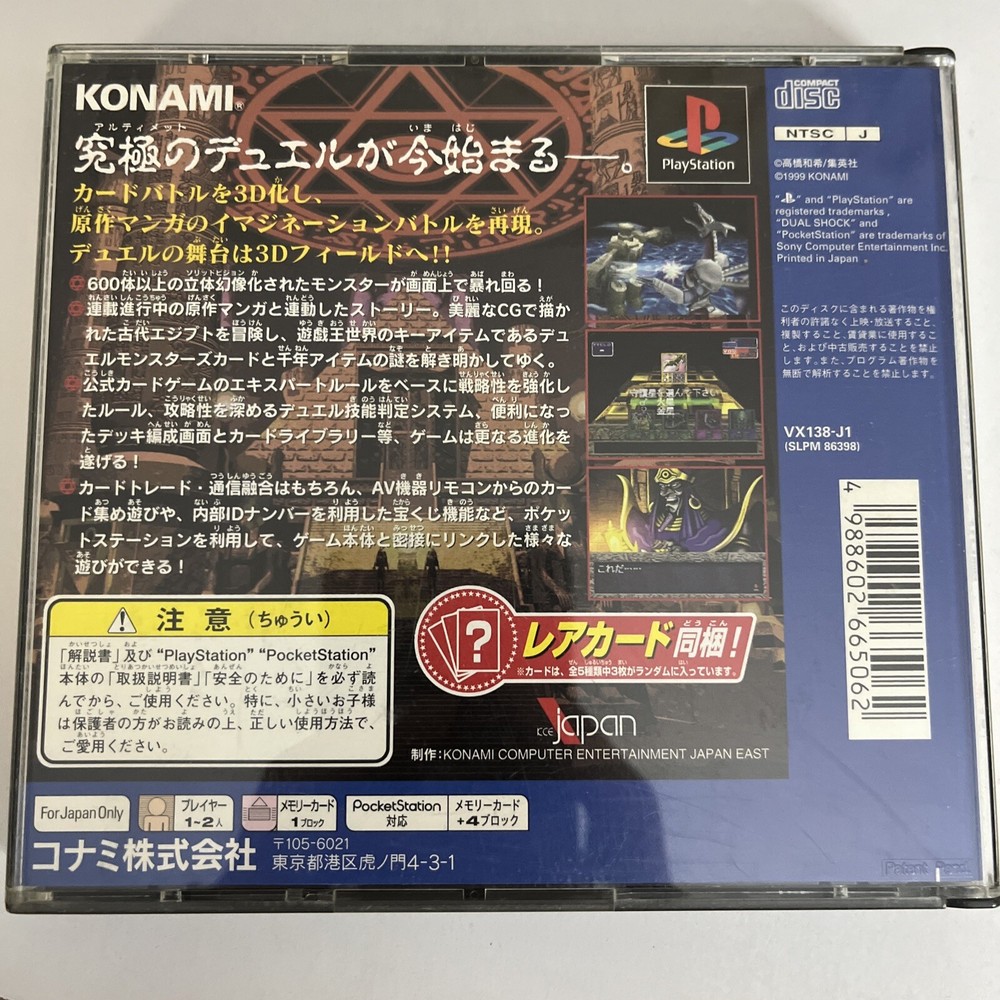 KONAMI®
アルティメット いま はじ
究極のデュエルが今始まる―。
カードバトルを3D化し、
原作マンガのイマジネーションバトルを再現。
デュエルの舞台は3Dフィールドへ!!
600体以上の立体幻像化されたモンスターが画面上で暴れ回る!
連載進行中の原作マンガと連動したストーリー。美麗なCGで描か
れた古代エジプトを冒険し、遊戯王世界のキーアイテムであるデュ
エルモンスターズカードと千年アイテムの謎を解き明かしてゆく。
公式カードゲームのエキスパートルールをベースに戦略性を強化し
たルール、攻略性を深めるデュエル技能判定システム、便利になっ
たデッキ編成画面とカードライブラリー等、ゲームは更なる進化を
遂げる!
カードトレード・通信融合はもちろん、AV機器リモコンからのカー
ド集め遊びや、内部IDナンバーを利用した宝くじ機能など、ポケッ
トステーションを利用して、ゲーム本体と密接にリンクした様々な
遊びができる!
注意(ちゅうい)
「解説書」及び“PlayStation” “PocketStation”
本体の「取扱説明書」「安全のために」を必ず読
んでから、ご使用ください。特に、小さいお子様
は保護者の方がお読みの上、正しい使用方法で、
ご愛用ください。
PlayStation
これだ……
?
レアカード同梱!
※カードは、全5種類中3枚がランダムに入っています。
KCE japan
制作:KONAMI COMPUTER ENTERTAINMENT JAPAN EAST
COMPACT
disc
NTSC J
©高橋和希/集英社
©1999 KONAMI
" " and "PlayStation" are
registered trademarks ,
"DUAL SHOCK" and
"PocketStation" are trademarks of
Sony Computer Entertainment Inc.
Printed in Japan .
このディスクに含まれる著作物を権
利者の許諾なく上映・放送すること、
複製すること、賃貸業に使用するこ
と、および中古販売することを禁止
します。また、プログラム著作物を
無断で解析することを禁止します。
VX138-J1
(SLPM 86398)
4 988602 665062
For Japan Only
プレイヤー
1~2人
メモリーカード
1ブロック
PocketStation
対応
メモリーカード
+4ブロック
コナミ株式会社
〒105-6021
東京都港区虎ノ門4-3-1